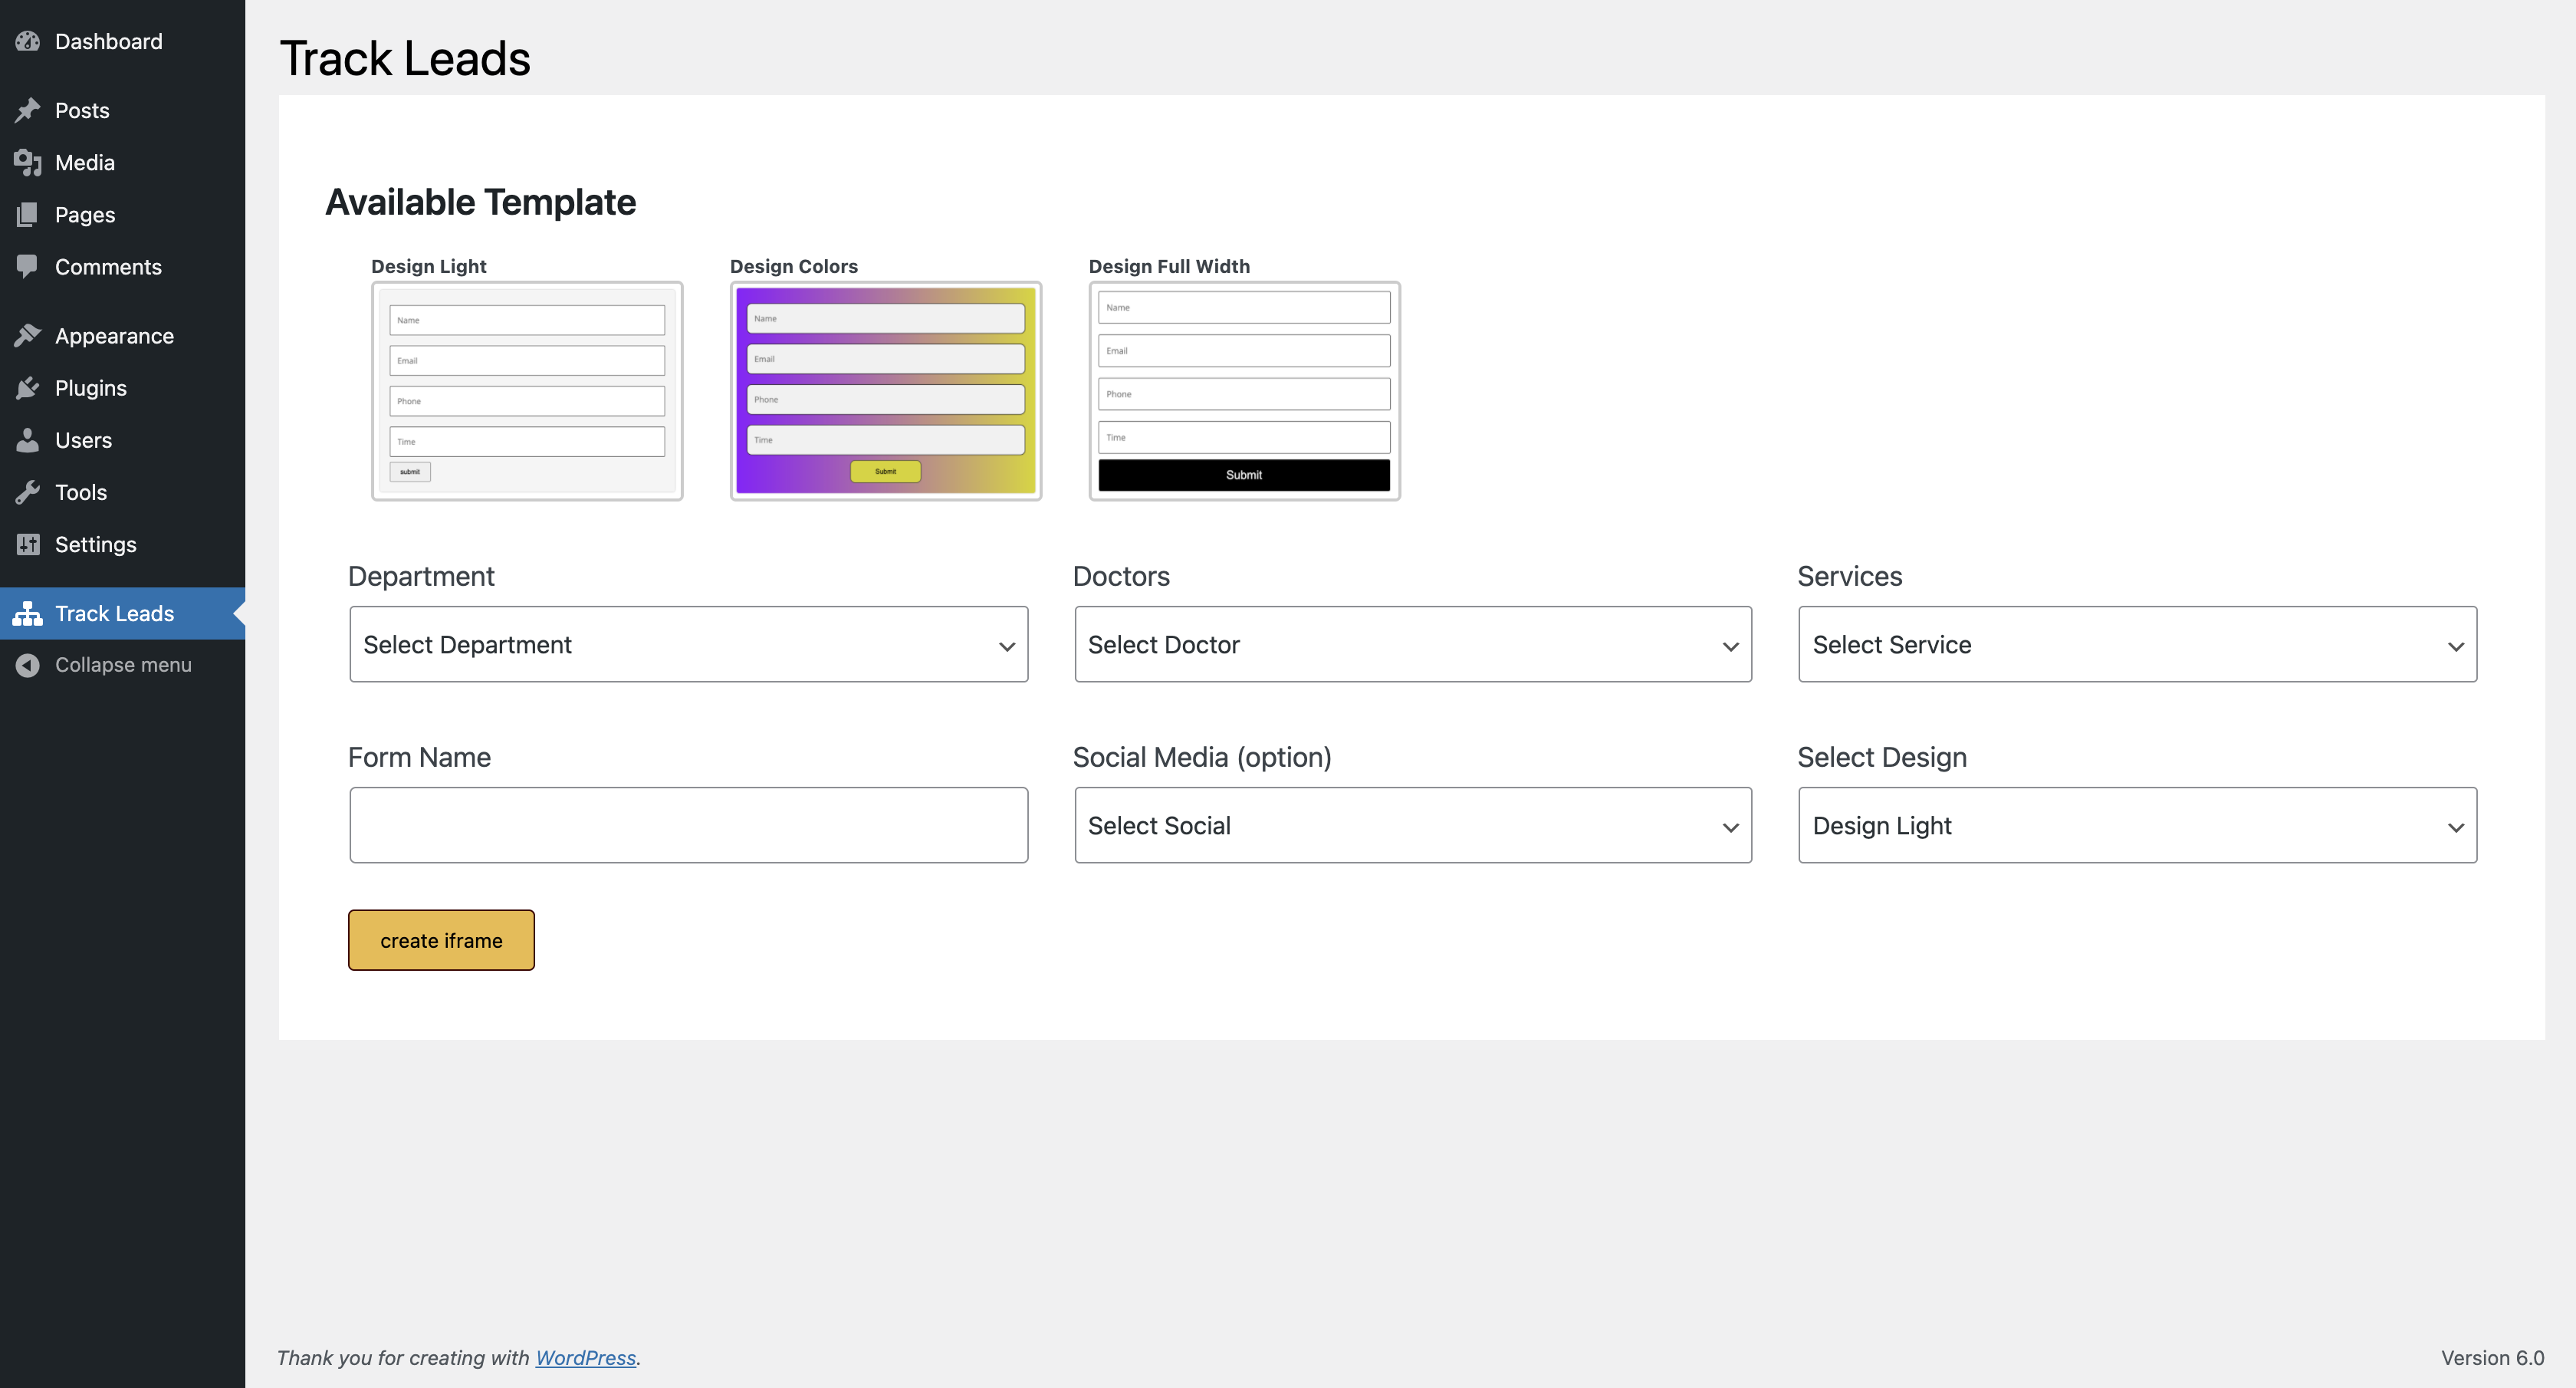 Dashboard
Posts
Media
Pages
Comments
Appearance
Plugins
Users
Tools
Settings
Track Leads
Collapse menu
Track Leads
Available Template
Design Light
Name
Email
Phone
Time
submit
Design Colors
Name
Email
Phone
Time
Submit
Design Full Width
Name
Email
Phone
Time
Submit
Department
Select Department
Doctors
Select Doctor
Services
Select Service
Form Name
Social Media (option)
Select Social
Select Design
Design Light
create iframe
Thank you for creating with WordPress.
Version 6.0